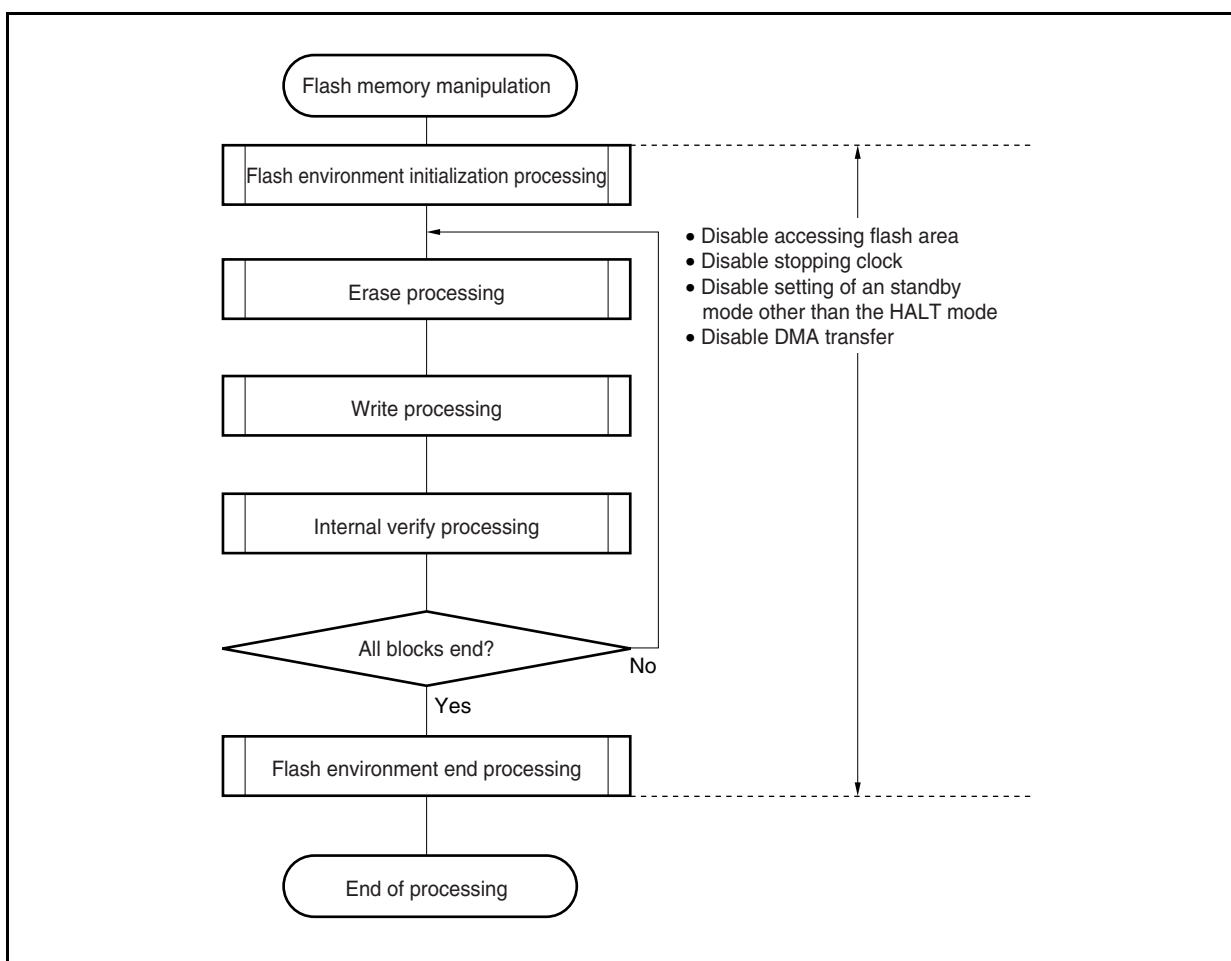 Flash memory manipulation
Flash environment initialization processing
• Disable accessing flash area
• Disable stopping clock
• Disable setting of an standby
mode other than the HALT mode
• Disable DMA transfer
Erase processing
Write processing
Internal verify processing
All blocks end?
No
Yes
Flash environment end processing
End of processing